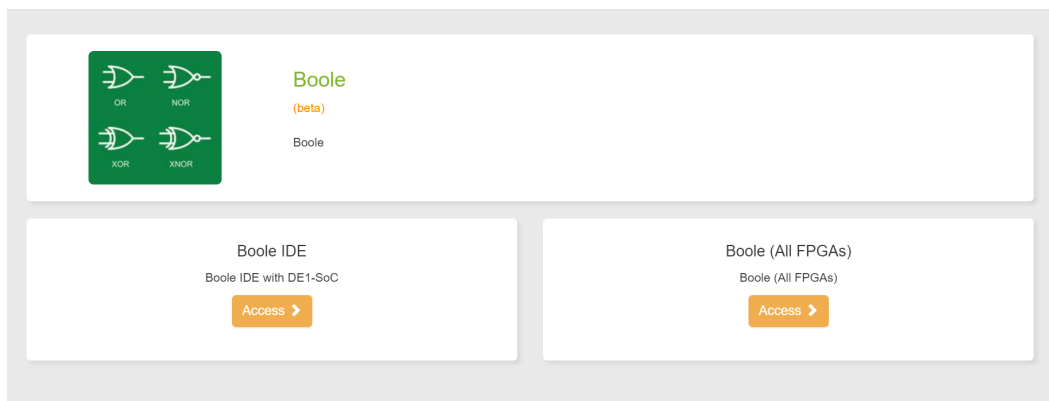 OR NOR
XOR XNOR
Boole
(beta)
Boole
Boole IDE
Boole IDE with DE1-SoC
Access
Boole (All FPGAs)
Boole (All FPGAs)
Access